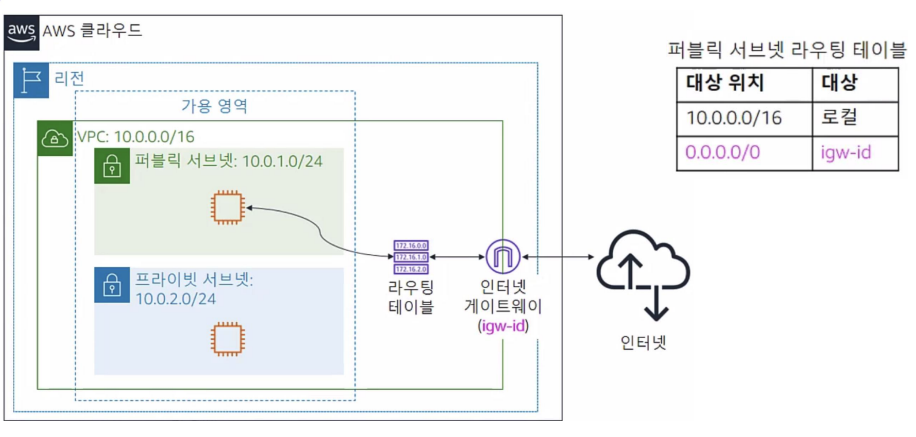 aws AWS 클라우드
리전
가용 영역
VPC: 10.0.0.0/16
퍼블릭 서브넷: 10.0.1.0/24
프라이빗 서브넷:
10.0.2.0/24
172.16.0.0
172.16.1.0
172.16.2.0
라우팅
테이블
인터넷
게이트웨이
(igw-id)
인터넷
퍼블릭 서브넷 라우팅 테이블
대상 위치 대상
10.0.0.0/16 로컬
0.0.0.0/0 igw-id